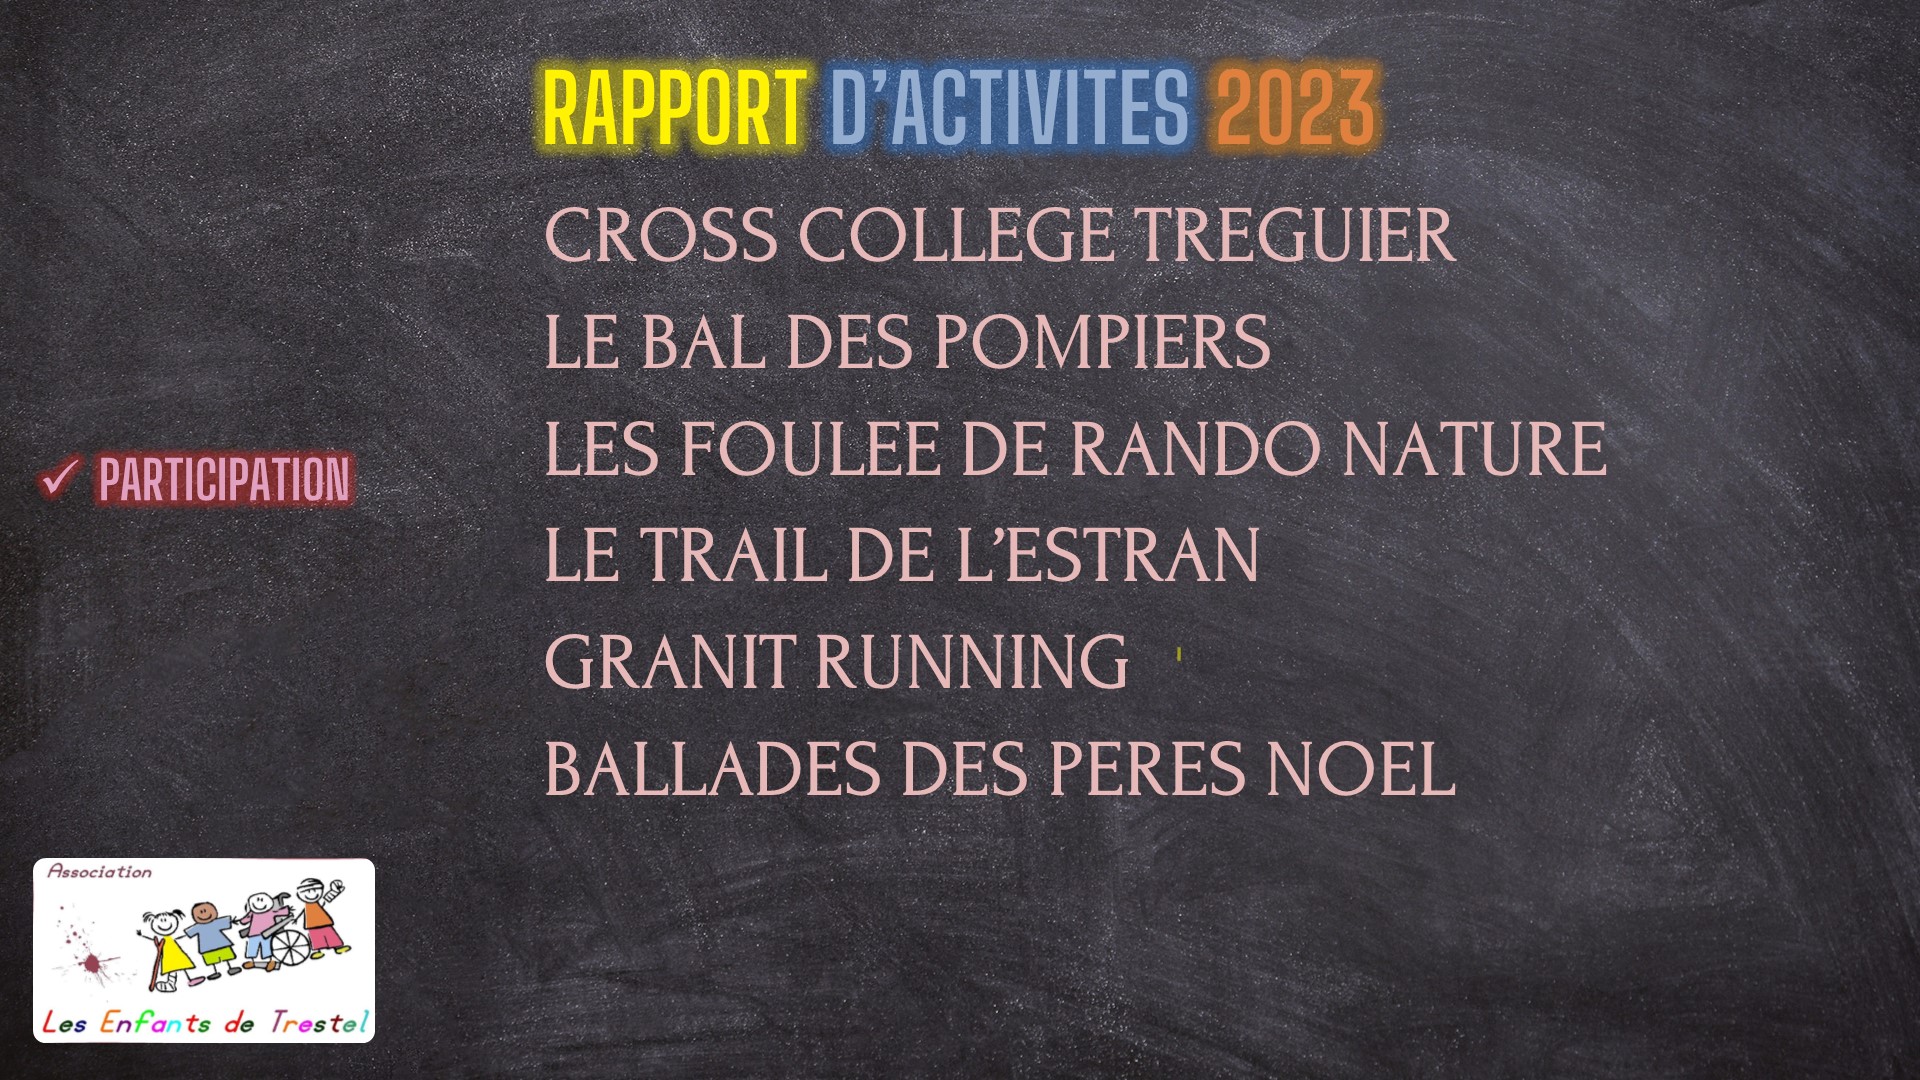 RAPPORT D’ACTIVITES 2023
CROSS COLLEGE TREGUIER
LE BAL DES POMPIERS
LES FOULEE DE RANDO NATURE
✓ PARTICIPATION
LE TRAIL DE L’ESTRAN
GRANIT RUNNING
BALLADES DES PERES NOEL
Association
Les Enfants de Trestel